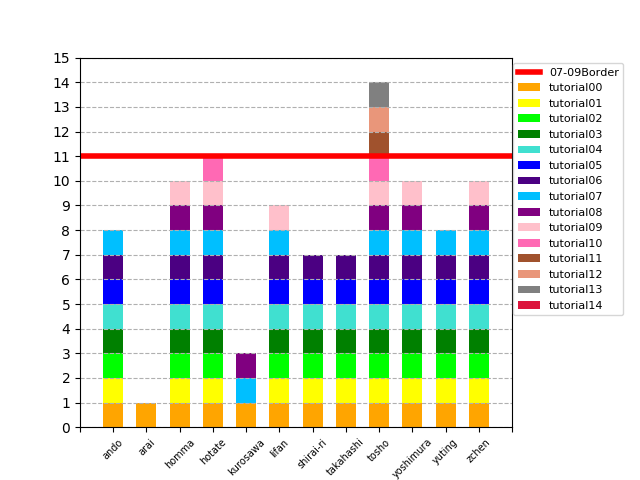 15
14
13
12
11
10
9
8
7
6
5
4
3
2
1
0
ando
arai
homma
hotate
kurosawa
lifan
shirai-ri
takahashi
tosho
yoshimura
yuting
zchen
07-09Border
tutorial00
tutorial01
tutorial02
tutorial03
tutorial04
tutorial05
tutorial06
tutorial07
tutorial08
tutorial09
tutorial10
tutorial11
tutorial12
tutorial13
tutorial14